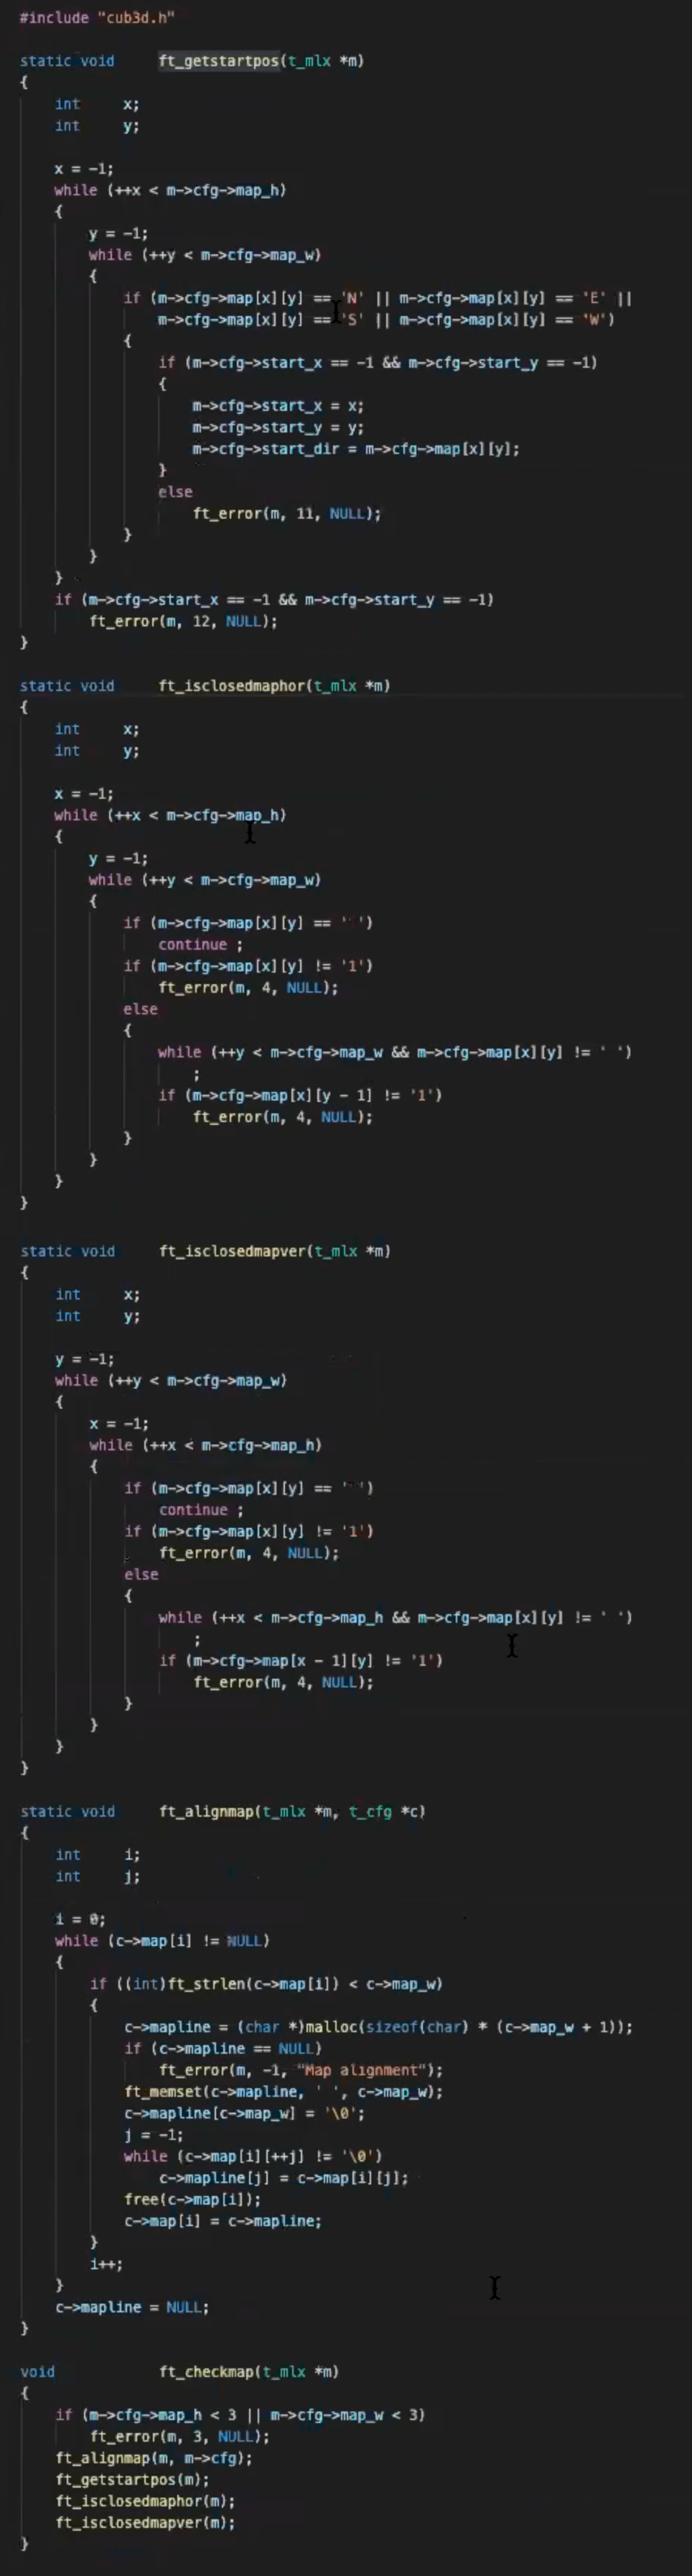 #include "cub3d.h"
static void ft_getstartpos(t_mlx *m)
{
int x;
int y;
x = -1;
while (++x < m->cfg->map_h)
{
y = -1;
while (++y < m->cfg->map_w)
{
if (m->cfg->map[x][y] == 'N' || m->cfg->map[x][y] == 'E' ||
m->cfg->map[x][y] == 'S' || m->cfg->map[x][y] == 'W')
{
if (m->cfg->start_x == -1 && m->cfg->start_y == -1)
{
m->cfg->start_x = x;
m->cfg->start_y = y;
m->cfg->start_dir = m->cfg->map[x][y];
}
else
ft_error(m, 11, NULL);
}
}
}
if (m->cfg->start_x == -1 && m->cfg->start_y == -1)
ft_error(m, 12, NULL);
}
static void ft_isclosedmaphor(t_mlx *m)
{
int x;
int y;
x = -1;
while (++x < m->cfg->map_h)
{
y = -1;
while (++y < m->cfg->map_w)
{
if (m->cfg->map[x][y] == ' ')
continue ;
if (m->cfg->map[x][y] != '1')
ft_error(m, 4, NULL);
else
{
while (++y < m->cfg->map_w && m->cfg->map[x][y] != ' ')
;
if (m->cfg->map[x][y - 1] != '1')
ft_error(m, 4, NULL);
}
}
}
}
static void ft_isclosedmapver(t_mlx *m)
{
int x;
int y;
y = -1;
while (++y < m->cfg->map_w)
{
x = -1;
while (++x < m->cfg->map_h)
{
if (m->cfg->map[x][y] == ' ')
continue ;
if (m->cfg->map[x][y] != '1')
ft_error(m, 4, NULL);
else
{
while (++x < m->cfg->map_h && m->cfg->map[x][y] != ' ')
;
if (m->cfg->map[x - 1][y] != '1')
ft_error(m, 4, NULL);
}
}
}
}
static void ft_alignmap(t_mlx *m, t_cfg *c)
{
int i;
int j;
i = 0;
while (c->map[i] != NULL)
{
if ((int)ft_strlen(c->map[i]) < c->map_w)
{
c->mapline = (char *)malloc(sizeof(char) * (c->map_w + 1));
if (c->mapline == NULL)
ft_error(m, -1, "Map alignment");
ft_memset(c->mapline, ' ', c->map_w);
c->mapline[c->map_w] = '\0';
j = -1;
while (c->map[i][++j] != '\0')
c->mapline[j] = c->map[i][j];
free(c->map[i]);
c->map[i] = c->mapline;
}
i++;
}
c->mapline = NULL;
}
void ft_checkmap(t_mlx *m)
{
if (m->cfg->map_h < 3 || m->cfg->map_w < 3)
ft_error(m, 3, NULL);
ft_alignmap(m, m->cfg);
ft_getstartpos(m);
ft_isclosedmaphor(m);
ft_isclosedmapver(m);
}